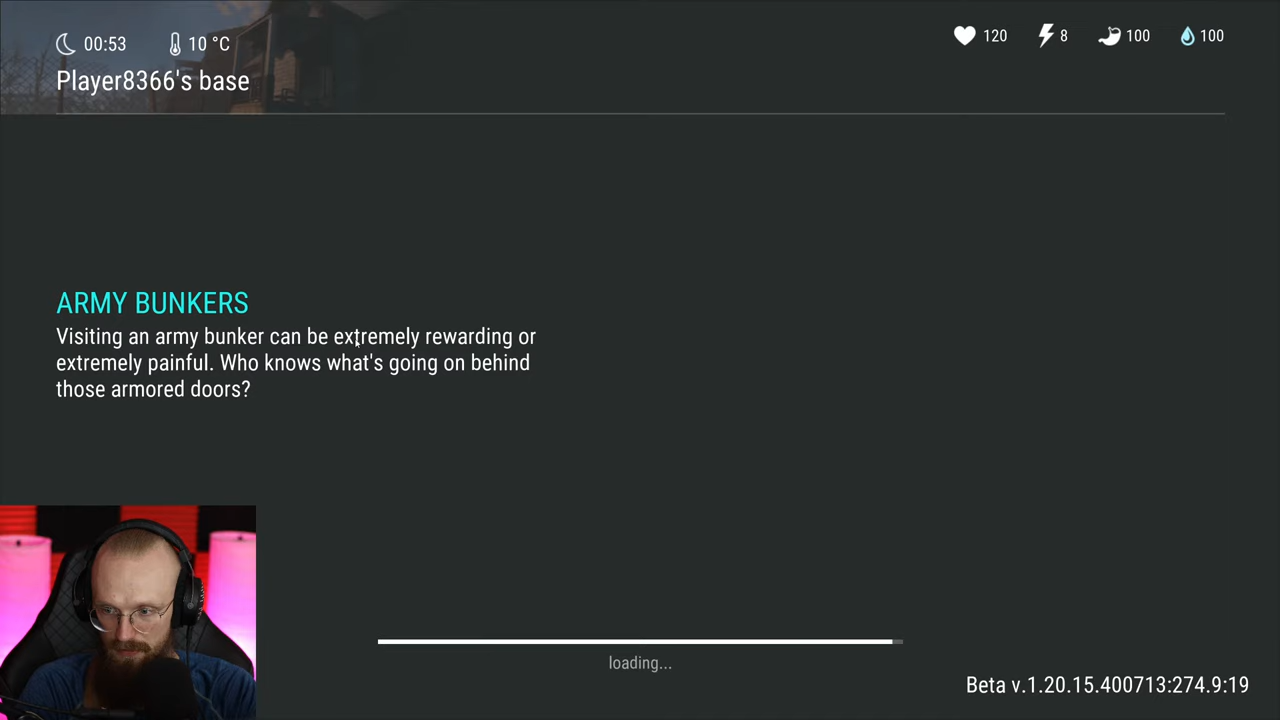 00:53 10 °C
Player8366's base
120 8 100 100
ARMY BUNKERS
Visiting an army bunker can be extremely rewarding or
extremely painful. Who knows what's going on behind
those armored doors?
loading...
Beta v.1.20.15.400713:274.9:19